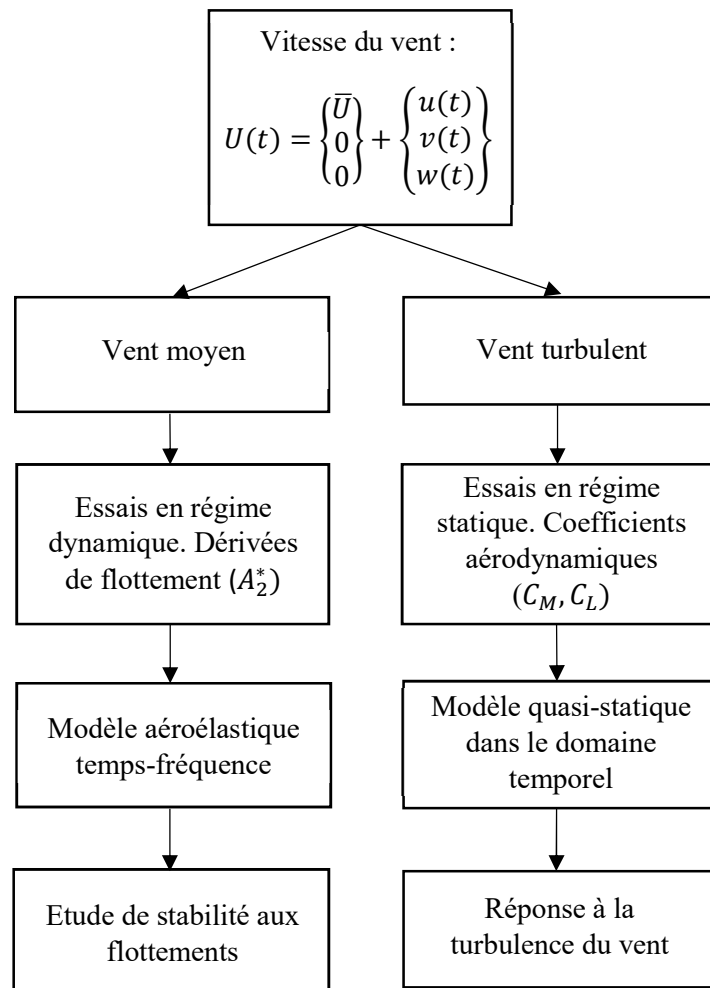 Vitesse du vent :
U(t) = {U̅ 0 0} + {u(t) v(t) w(t)}
Vent moyen
Vent turbulent
Essais en régime
dynamique. Dérivées
de flottement (A₂*)
Essais en régime
statique. Coefficients
aérodynamiques
(C_M, C_L)
Modèle aéroélastique
temps-fréquence
Modèle quasi-statique
dans le domaine
temporel
Etude de stabilité aux
flottements
Réponse à la
turbulence du vent